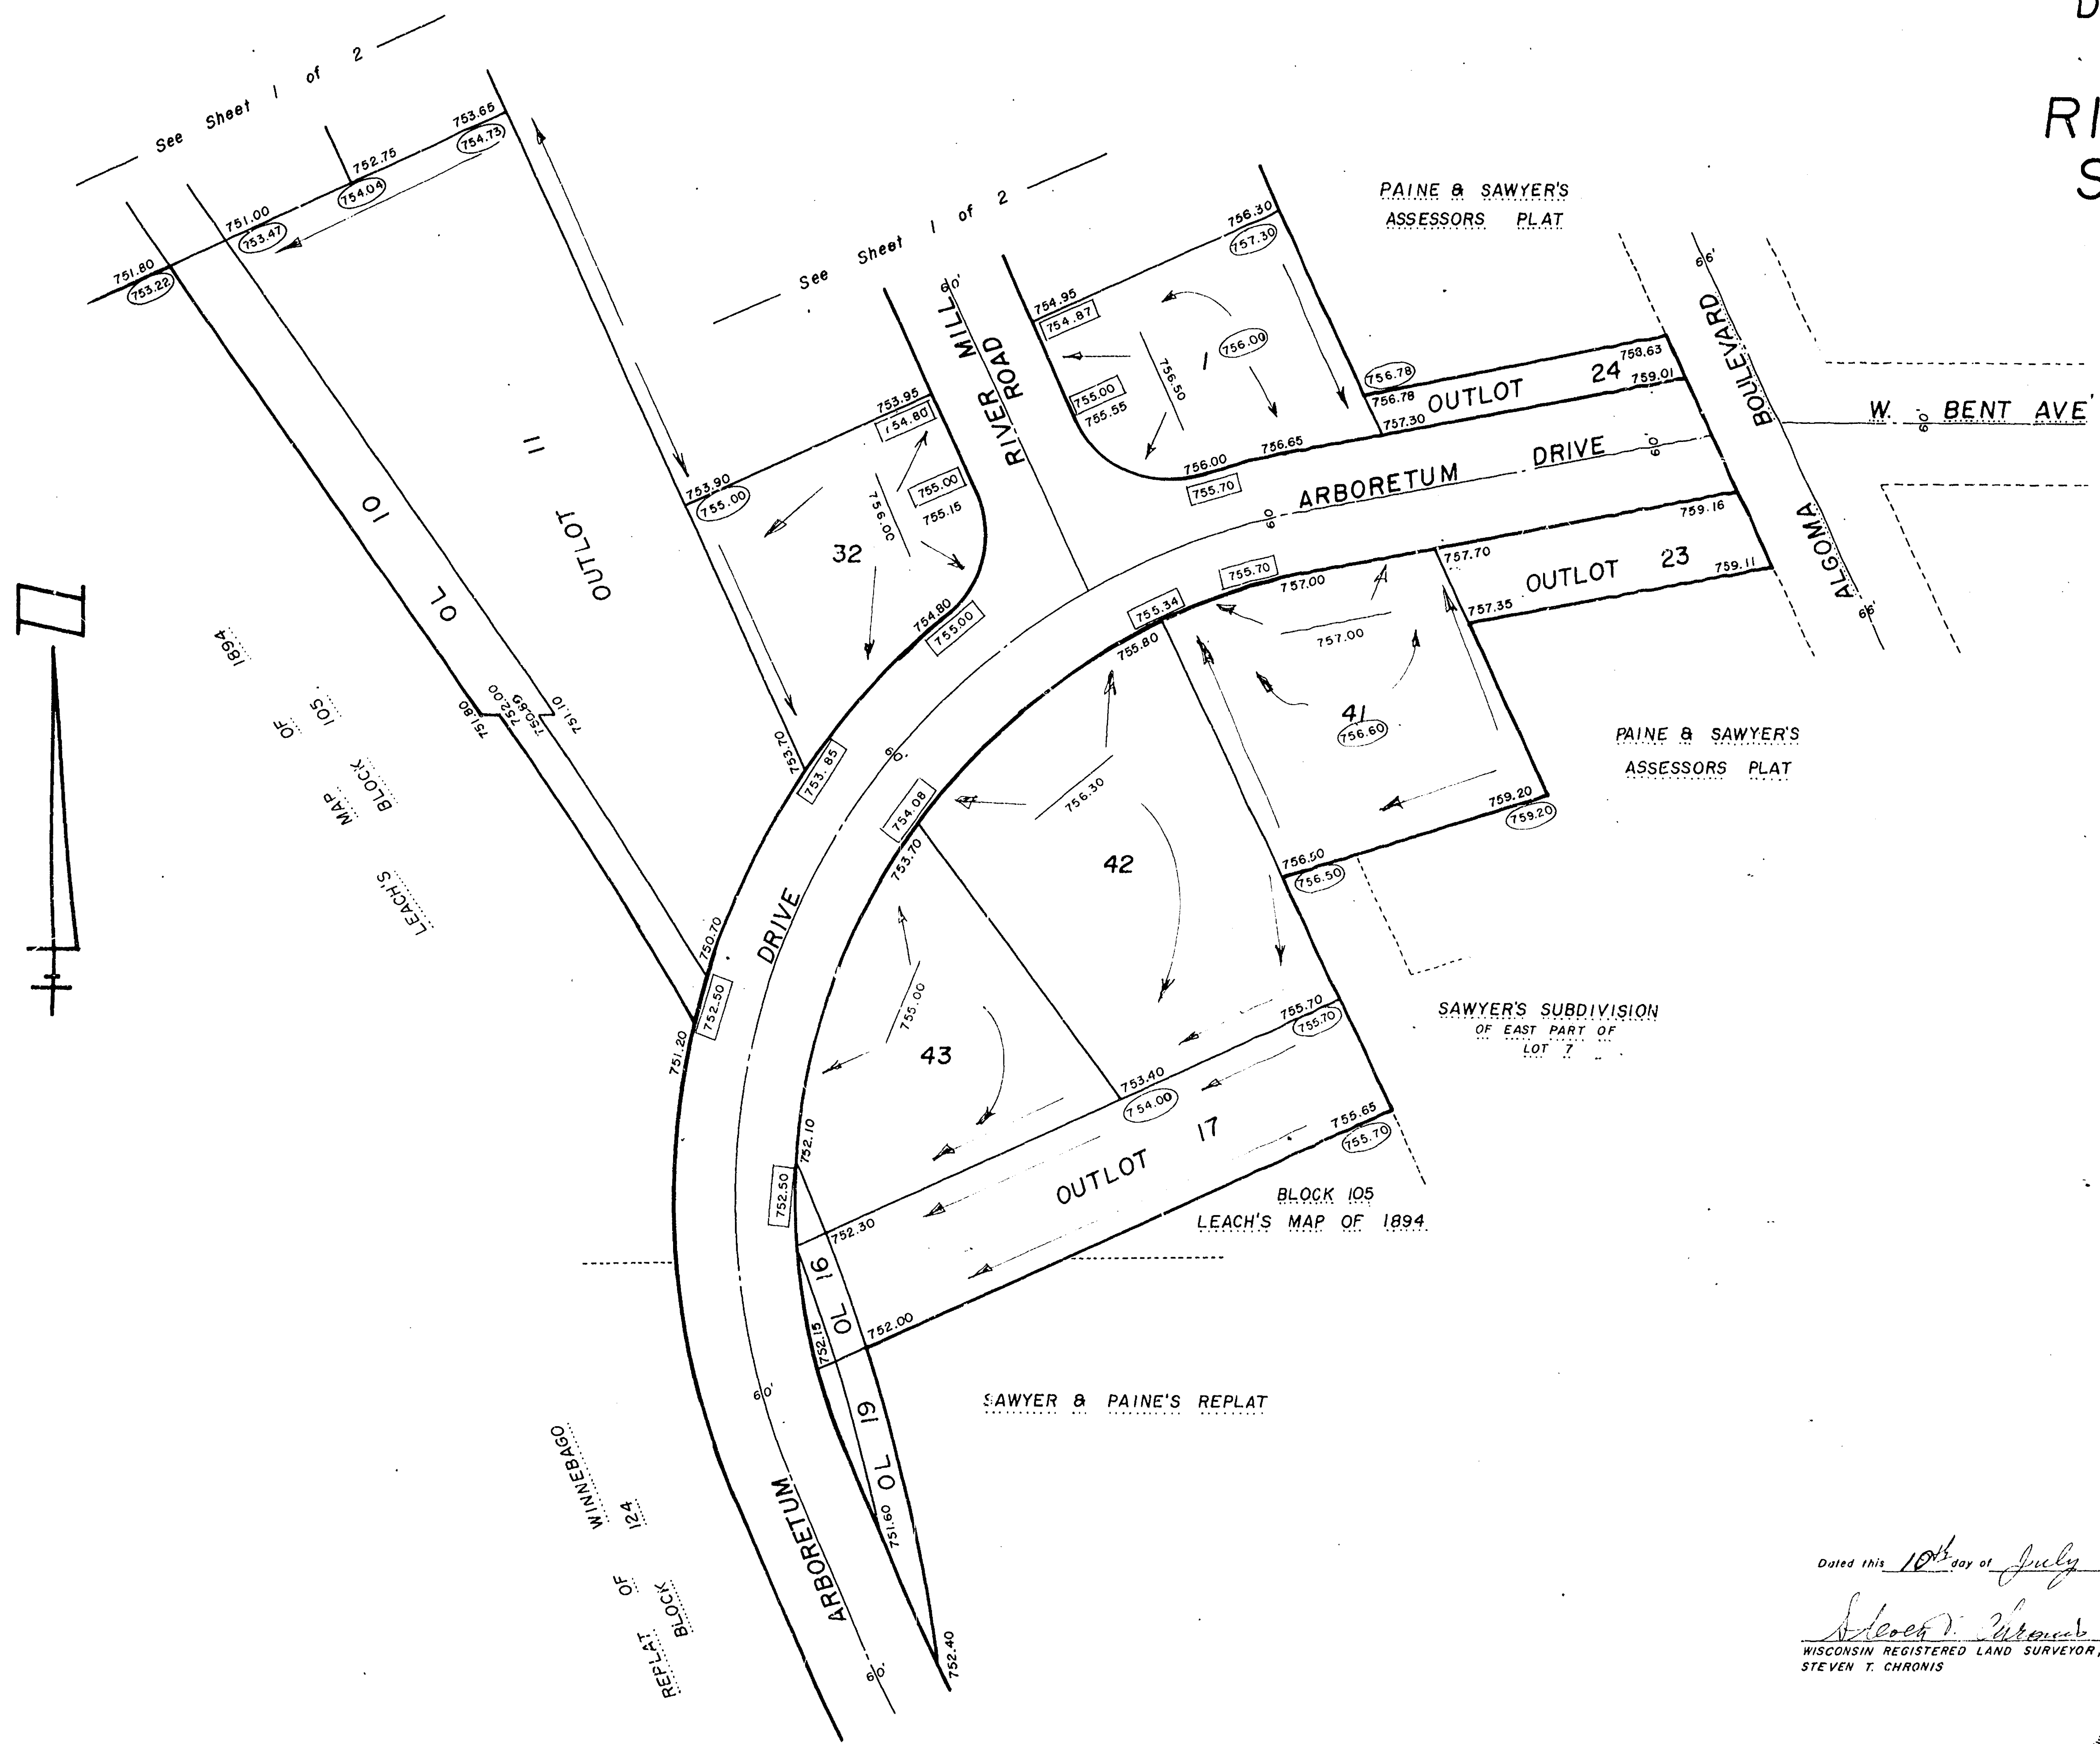 D
RI
S
See Sheet 1 of 2
753.65
754.73
752.75
754.04
751.00
753.47
751.80
753.22
See Sheet 1 of 2
PAINE & SAWYER'S
ASSESSORS PLAT
756.30
757.30
754.95
754.87
1
756.00
756.50
755.00
755.55
756.00
755.70
756.65
RIVER MILL
ROAD
60'
66'
BOULEVARD
ALGOMA
66'
W. BENT AVE
60'
756.78
756.78
757.30
OUTLOT 24
758.63
759.01
ARBORETUM DRIVE
60'
60
759.16
OUTLOT 23
759.11
757.70
757.35
OUTLOT 11
OL 10
753.95
754.80
753.90
755.00
755.00
755.15
756.00
32
754.80
755.00
753.70
753.85
755.70
757.00
755.34
755.80
757.00
41
756.60
759.20
759.20
756.50
756.50
PAINE & SAWYER'S
ASSESSORS PLAT
751.80
752.00
750.69
751.10
LEACH'S
MAP OF 1894
BLOCK 105
60'
754.08
753.70
756.30
42
755.70
755.70
753.40
754.00
755.00
43
750.70
752.50
751.20
DRIVE
SAWYER'S SUBDIVISION
OF EAST PART OF
LOT 7
752.10
752.50
752.30
OUTLOT 17
755.65
755.70
BLOCK 105
LEACH'S MAP OF 1894
OL 16
752.15
752.00
SAWYER & PAINE'S REPLAT
60'
OL 19
751.60
752.40
ARBORETUM
60'
WINNEBAGO
REPLAT OF
BLOCK 124
Dated this 10th day of July
Steven T. Chronis
WISCONSIN REGISTERED LAND SURVEYOR,
STEVEN T. CHRONIS